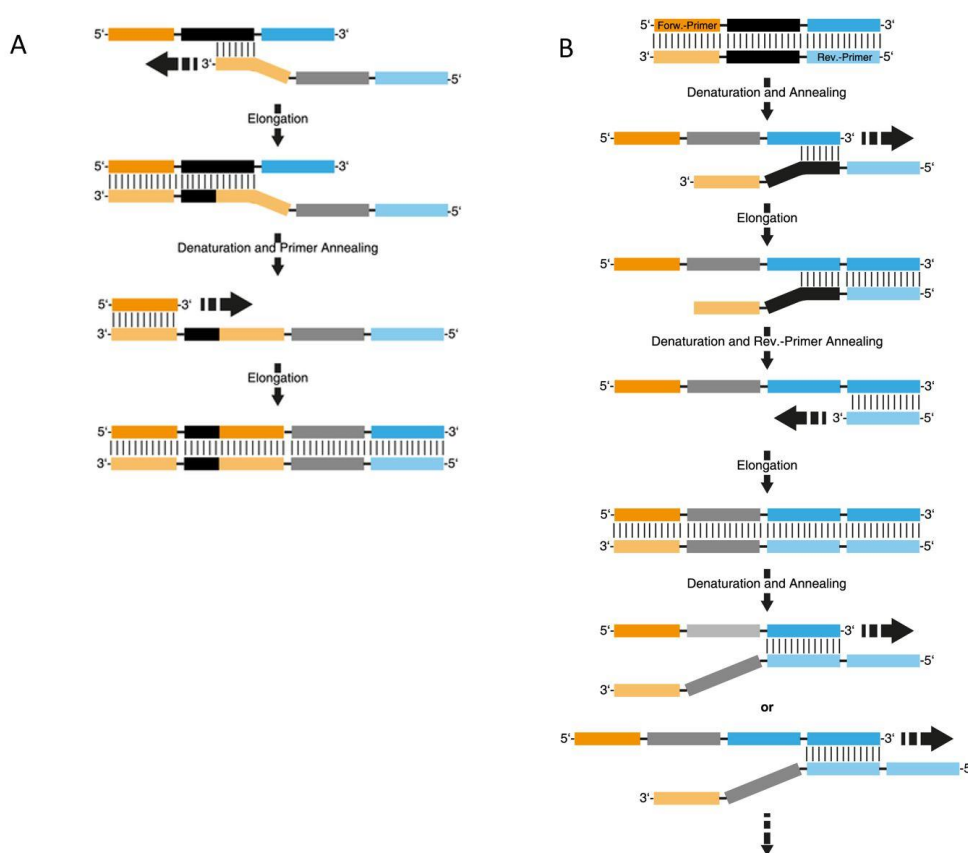 A
5'- -3'
3'- -5'
Elongation
5'- -3'
3'- -5'
Denaturation and Primer Annealing
5'- -3'
3'- -5'
Elongation
5'- -3'
3'- -5'
B
5'- Forw.-Primer -3'
3'- Rev.-Primer -5'
Denaturation and Annealing
5'- -3'
3'- -5'
Elongation
5'- -3'
-5'
Denaturation and Rev.-Primer Annealing
5'- -3'
3'- -5'
Elongation
5'- -3'
3'- -5'
Denaturation and Annealing
5'- -3'
-5'
3'-
or
5'- -3'
-5'
3'-